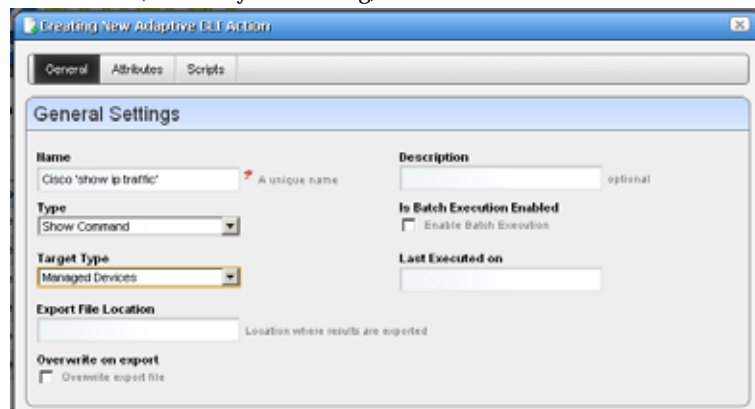 Creating New Adaptive CLI Action
General Attributes Scripts
General Settings
Name
Cisco 'show ip traffic'
A unique name
Description
optional
Type
Show Command
Is Batch Execution Enabled
Enable Batch Execution
Target Type
Managed Devices
Last Executed on
Export File Location
Location where results are exported
Overwrite on export
Overwrite export file